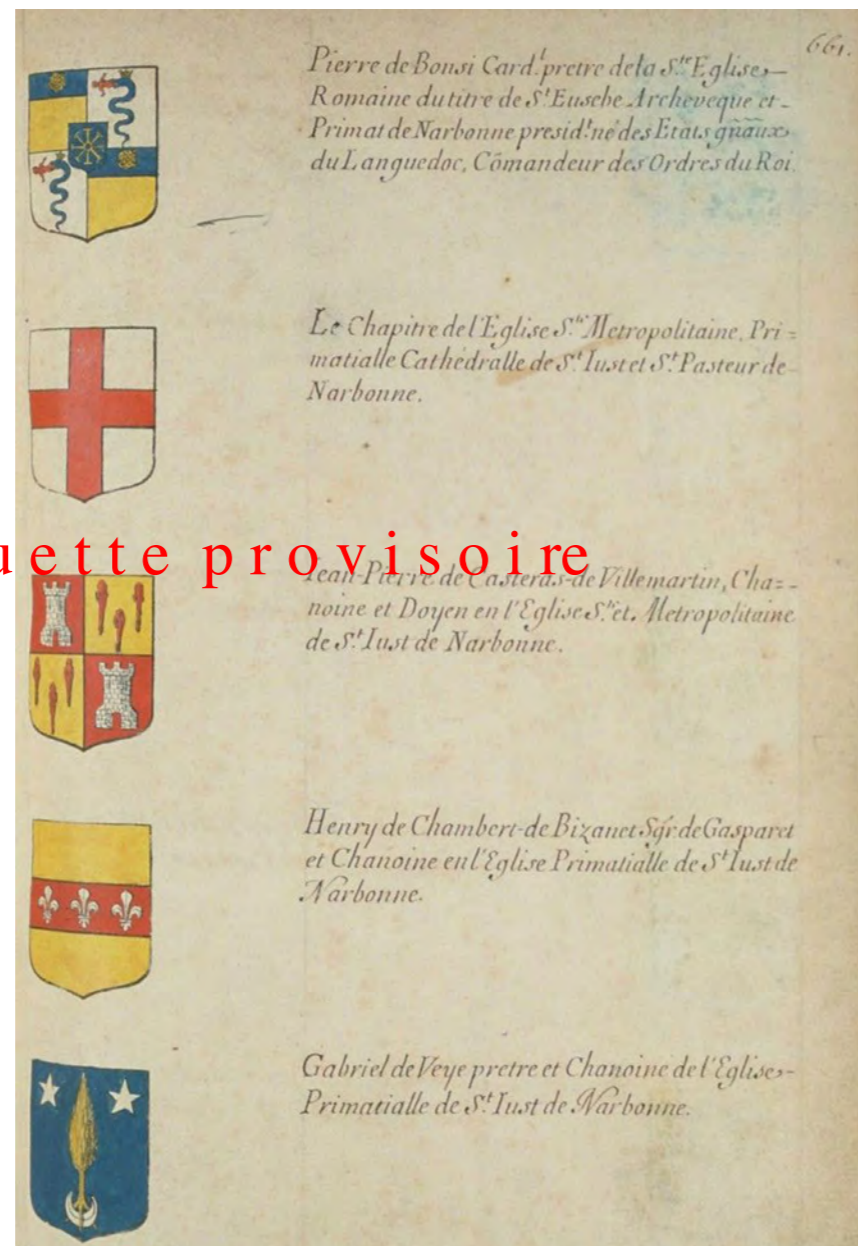 661.
Pierre de Bonsi Card.l pretre de la S.te Eglise
Romaine du titre de S.t Eusebe Archeveque et
Primat de Narbonne presid.t né des Etats gñaux
du Languedoc, Cõmandeur des Ordres du Roi.
Le Chapitre de l'Eglise S.te Metropolitaine, Pri=
matialle Cathedralle de S.t Iust et S.t Pasteur de
Narbonne.
uette provisoire
Iean-Pierre de Casteras-de Villemartin, Cha=
noine et Doyen en l'Eglise S.te et Metropolitaine
de S.t Iust de Narbonne.
Henry de Chambert-de Bizanet Sgr. de Gasparet
et Chanoine en l'Eglise Primatialle de S.t Iust de
Narbonne.
Gabriel de Veye pretre et Chanoine de l'Eglise
Primatialle de S.t Iust de Narbonne.